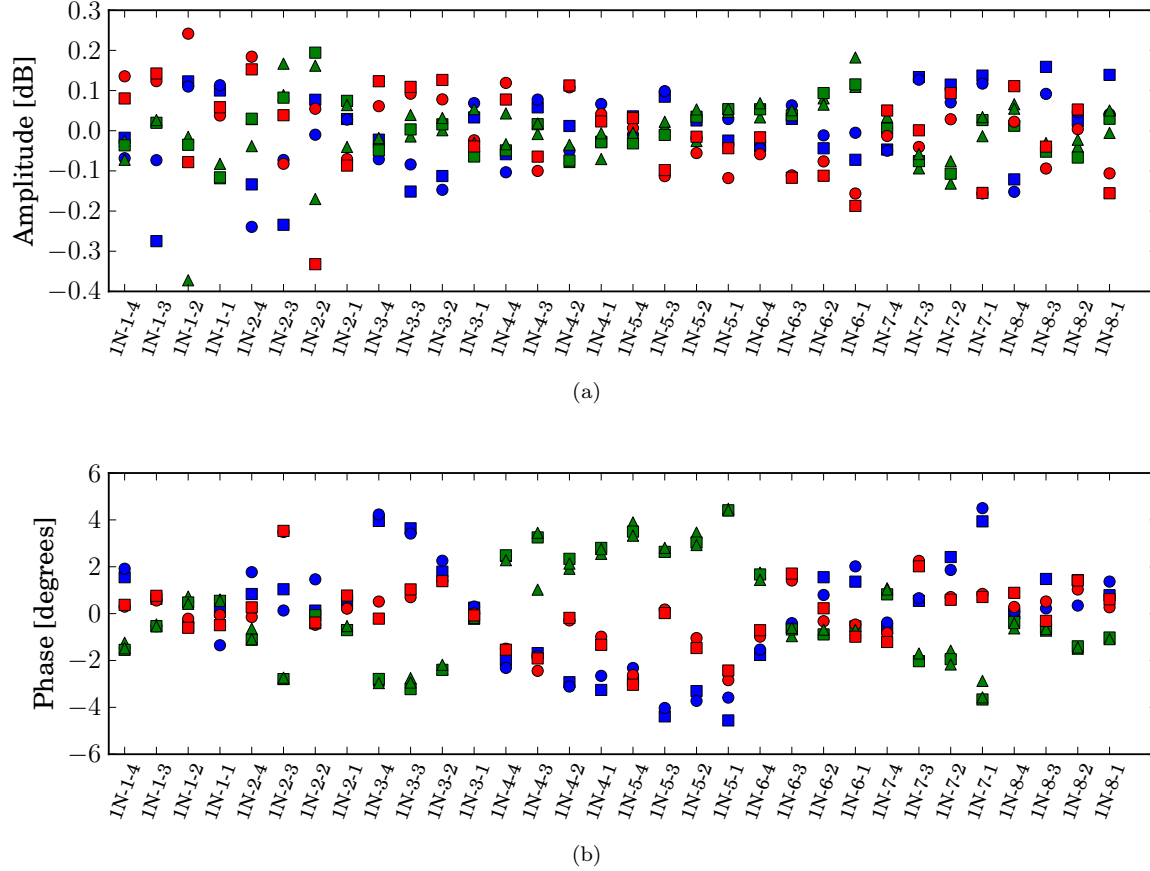 Amplitude [dB]
0.3
0.2
0.1
0.0
−0.1
−0.2
−0.3
−0.4
1N-1-4 1N-1-3 1N-1-2 1N-1-1 1N-2-4 1N-2-3 1N-2-2 1N-2-1 1N-3-4 1N-3-3 1N-3-2 1N-3-1 1N-4-4 1N-4-3 1N-4-2 1N-4-1 1N-5-4 1N-5-3 1N-5-2 1N-5-1 1N-6-4 1N-6-3 1N-6-2 1N-6-1 1N-7-4 1N-7-3 1N-7-2 1N-7-1 1N-8-4 1N-8-3 1N-8-2 1N-8-1
(a)
Phase [degrees]
6
4
2
0
−2
−4
−6
1N-1-4 1N-1-3 1N-1-2 1N-1-1 1N-2-4 1N-2-3 1N-2-2 1N-2-1 1N-3-4 1N-3-3 1N-3-2 1N-3-1 1N-4-4 1N-4-3 1N-4-2 1N-4-1 1N-5-4 1N-5-3 1N-5-2 1N-5-1 1N-6-4 1N-6-3 1N-6-2 1N-6-1 1N-7-4 1N-7-3 1N-7-2 1N-7-1 1N-8-4 1N-8-3 1N-8-2 1N-8-1
(b)